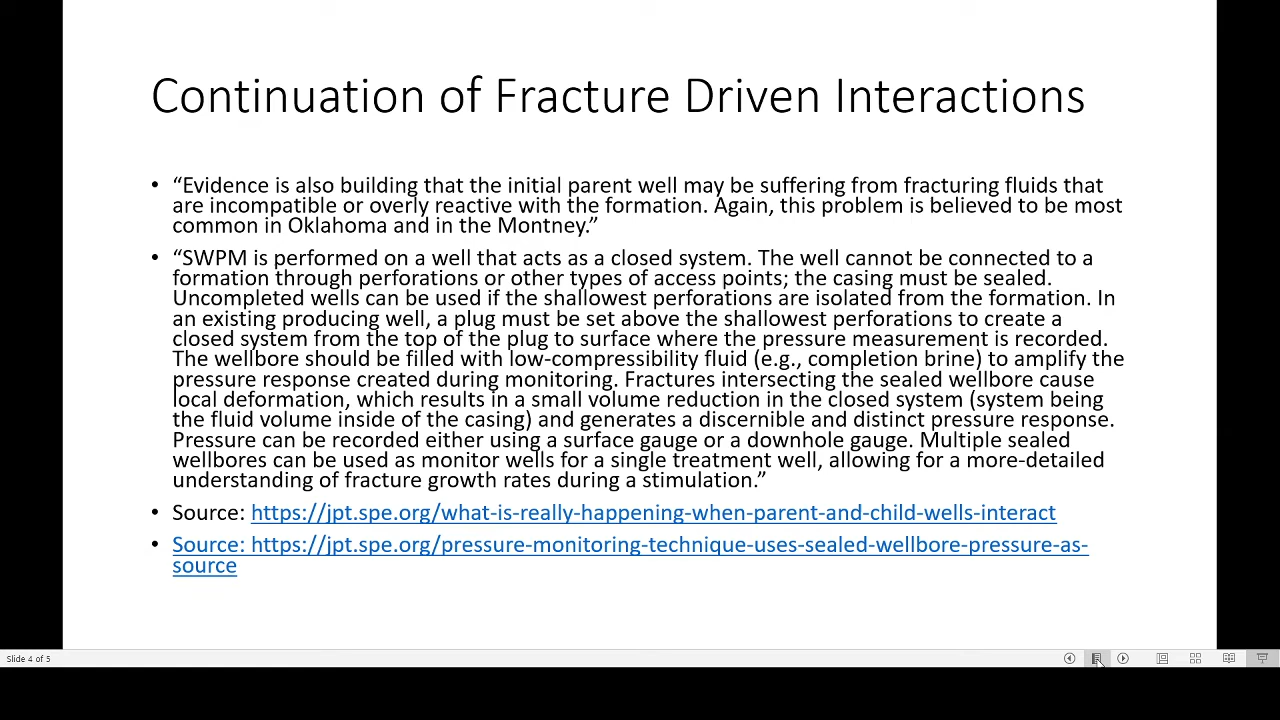 Continuation of Fracture Driven Interactions
• “Evidence is also building that the initial parent well may be suffering from fracturing fluids that
are incompatible or overly reactive with the formation. Again, this problem is believed to be most
common in Oklahoma and in the Montney.”
• “SWPM is performed on a well that acts as a closed system. The well cannot be connected to a
formation through perforations or other types of access points; the casing must be sealed.
Uncompleted wells can be used if the shallowest perforations are isolated from the formation. In
an existing producing well, a plug must be set above the shallowest perforations to create a
closed system from the top of the plug to surface where the pressure measurement is recorded.
The wellbore should be filled with low-compressibility fluid (e.g., completion brine) to amplify the
pressure response created during monitoring. Fractures intersecting the sealed wellbore cause
local deformation, which results in a small volume reduction in the closed system (system being
the fluid volume inside of the casing) and generates a discernible and distinct pressure response.
Pressure can be recorded either using a surface gauge or a downhole gauge. Multiple sealed
wellbores can be used as monitor wells for a single treatment well, allowing for a more-detailed
understanding of fracture growth rates during a stimulation.”
• Source: https://jpt.spe.org/what-is-really-happening-when-parent-and-child-wells-interact
• Source: https://jpt.spe.org/pressure-monitoring-technique-uses-sealed-wellbore-pressure-as-
source
Slide 4 of 5